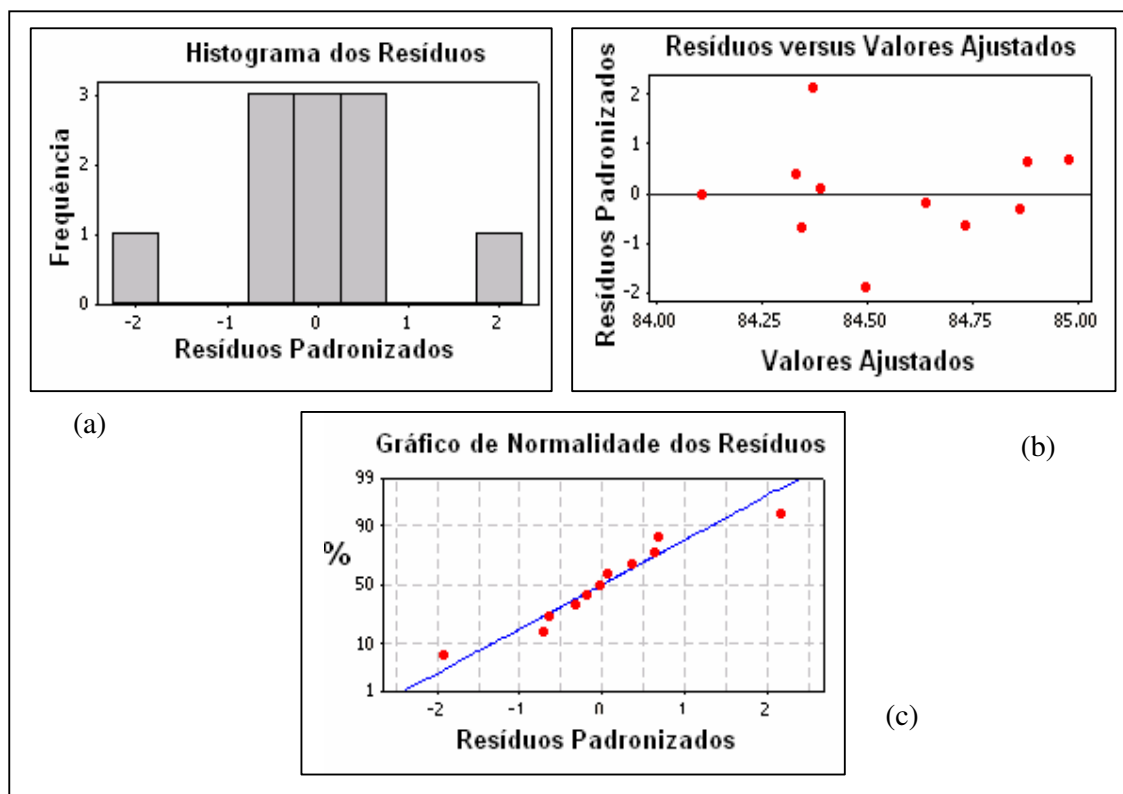 Histograma dos Resíduos
Frequência
3
2
1
0
-2 -1 0 1 2
Resíduos Padronizados
(a)
Resíduos versus Valores Ajustados
Resíduos Padronizados
2
1
0
-1
-2
84.00 84.25 84.50 84.75 85.00
Valores Ajustados
(b)
Gráfico de Normalidade dos Resíduos
%
99
90
50
10
1
-2 -1 0 1 2
Resíduos Padronizados
(c)